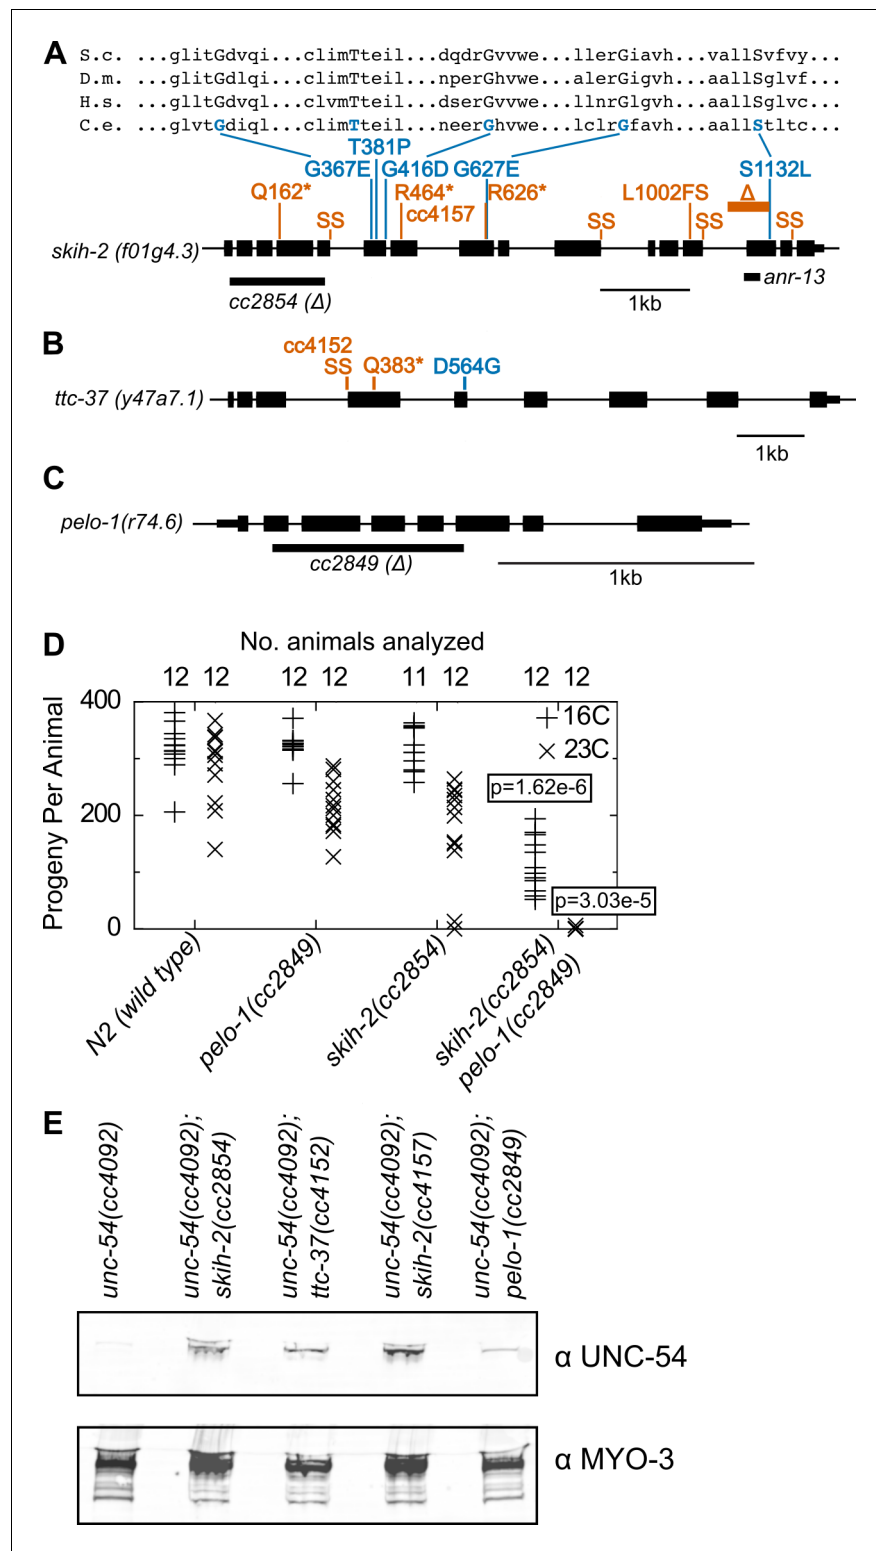 A
S.c. ...glitGdvqi...climTteil...dqdrGvvwe...llerGiavh...vallSvfvy...
D.m. ...glitGdlqi...climTteil...nperGhvwe...alerGigvh...aallSglvf...
H.s. ...glltGdvql...clvmTteil...dserGvvwe...llnrGlgvh...aallSglvc...
C.e. ...glvtGdiql...climTteil...neerGhvwe...lclrGfavh...aallStltc...
T381P
G367E G416D G627E S1132L
Q162* R464* R626* L1002FS Δ
SS cc4157 SS SS SS
skih-2 (f01g4.3)
cc2854 (Δ) 1kb anr-13
B
cc4152
SS Q383* D564G
ttc-37 (y47a7.1)
1kb
C
pelo-1(r74.6)
cc2849 (Δ)
1kb
D No. animals analyzed
12 12 12 12 11 12 12 12
Progeny Per Animal
400
200
0
16C
23C
p=1.62e-6
p=3.03e-5
N2 (wild type)
pelo-1(cc2849)
skih-2(cc2854)
skih-2(cc2854)
pelo-1(cc2849)
E
unc-54(cc4092)
unc-54(cc4092);
skih-2(cc2854)
unc-54(cc4092);
ttc-37(cc4152)
unc-54(cc4092);
skih-2(cc4157)
unc-54(cc4092);
pelo-1(cc2849)
α UNC-54
α MYO-3